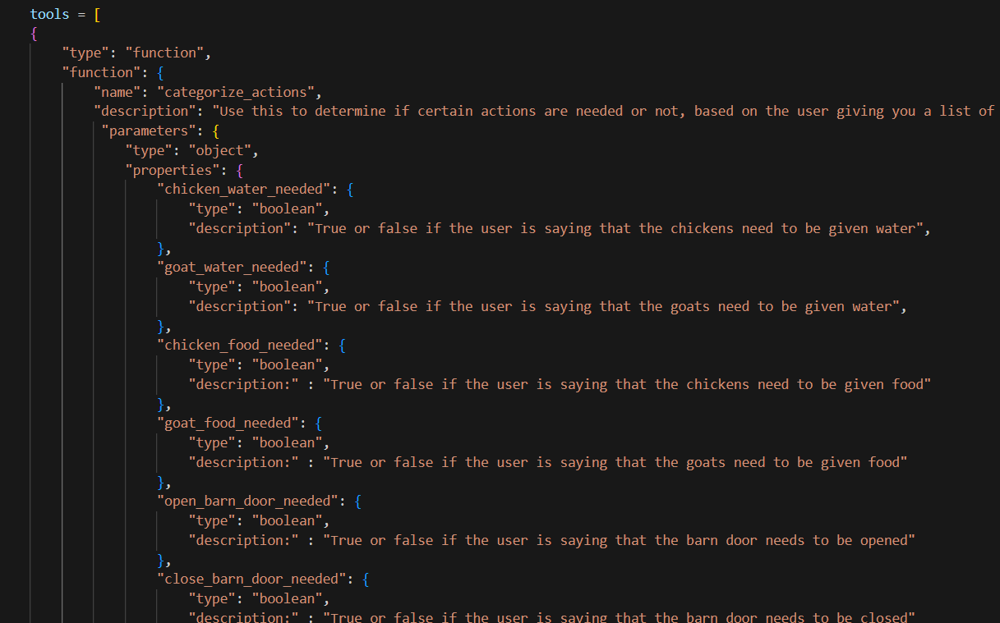 tools = [
{
"type": "function",
"function": {
"name": "categorize_actions",
"description": "Use this to determine if certain actions are needed or not, based on the user giving you a list of
"parameters": {
"type": "object",
"properties": {
"chicken_water_needed": {
"type": "boolean",
"description": "True or false if the user is saying that the chickens need to be given water",
},
"goat_water_needed": {
"type": "boolean",
"description": "True or false if the user is saying that the goats need to be given water",
},
"chicken_food_needed": {
"type": "boolean",
"description:" : "True or false if the user is saying that the chickens need to be given food"
},
"goat_food_needed": {
"type": "boolean",
"description:" : "True or false if the user is saying that the goats need to be given food"
},
"open_barn_door_needed": {
"type": "boolean",
"description:" : "True or false if the user is saying that the barn door needs to be opened"
},
"close_barn_door_needed": {
"type": "boolean",
"description:" : "True or false if the user is saying that the barn door needs to be closed"